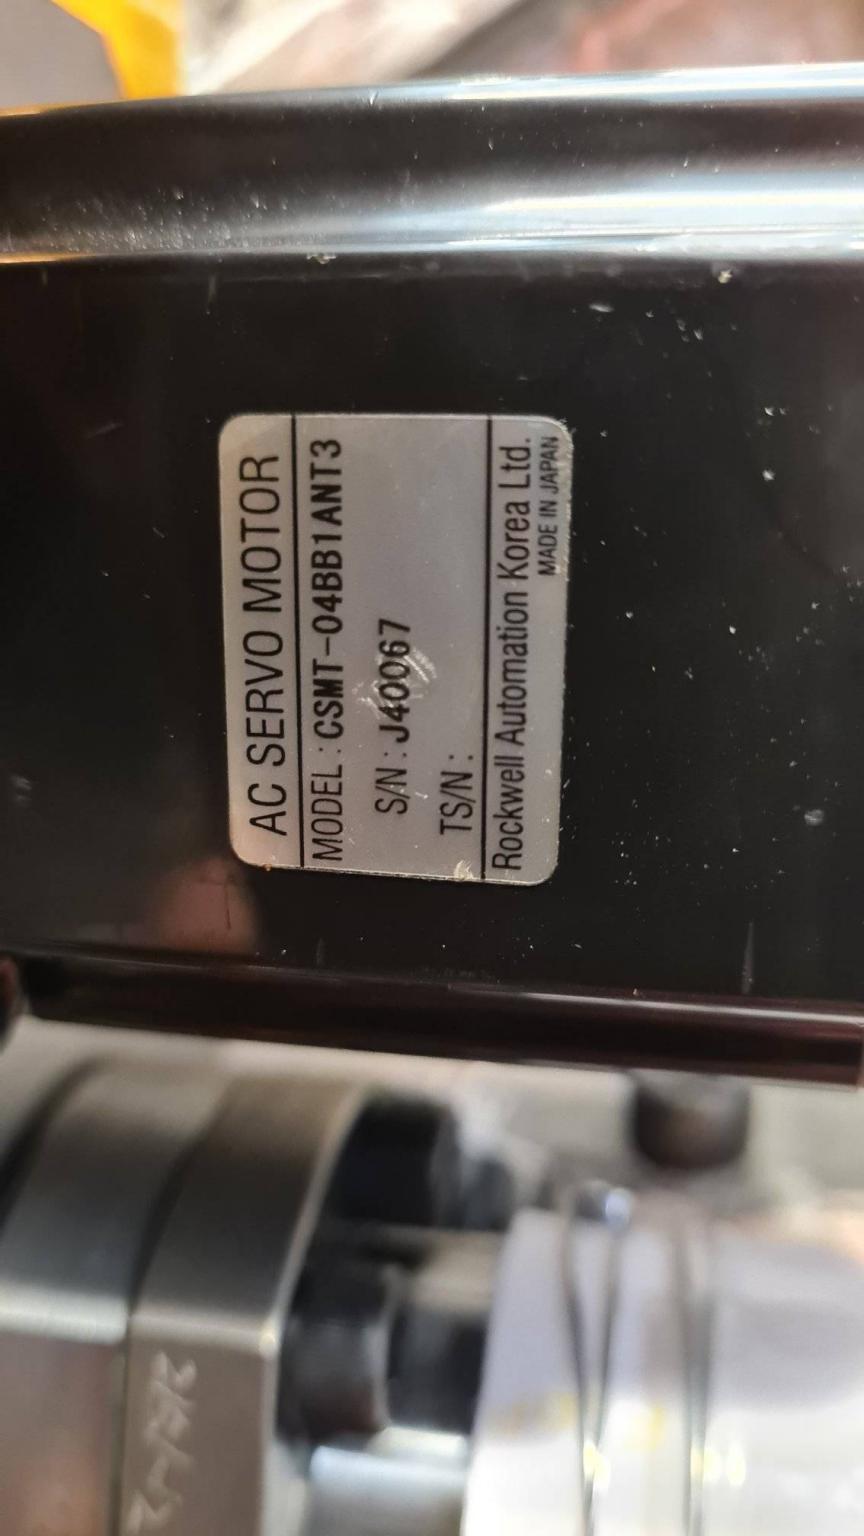 AC SERVO MOTOR
MODEL : CSMT-04BB1ANT3
S/N : J40067
TS/N :
Rockwell Automation Korea Ltd.
MADE IN JAPAN